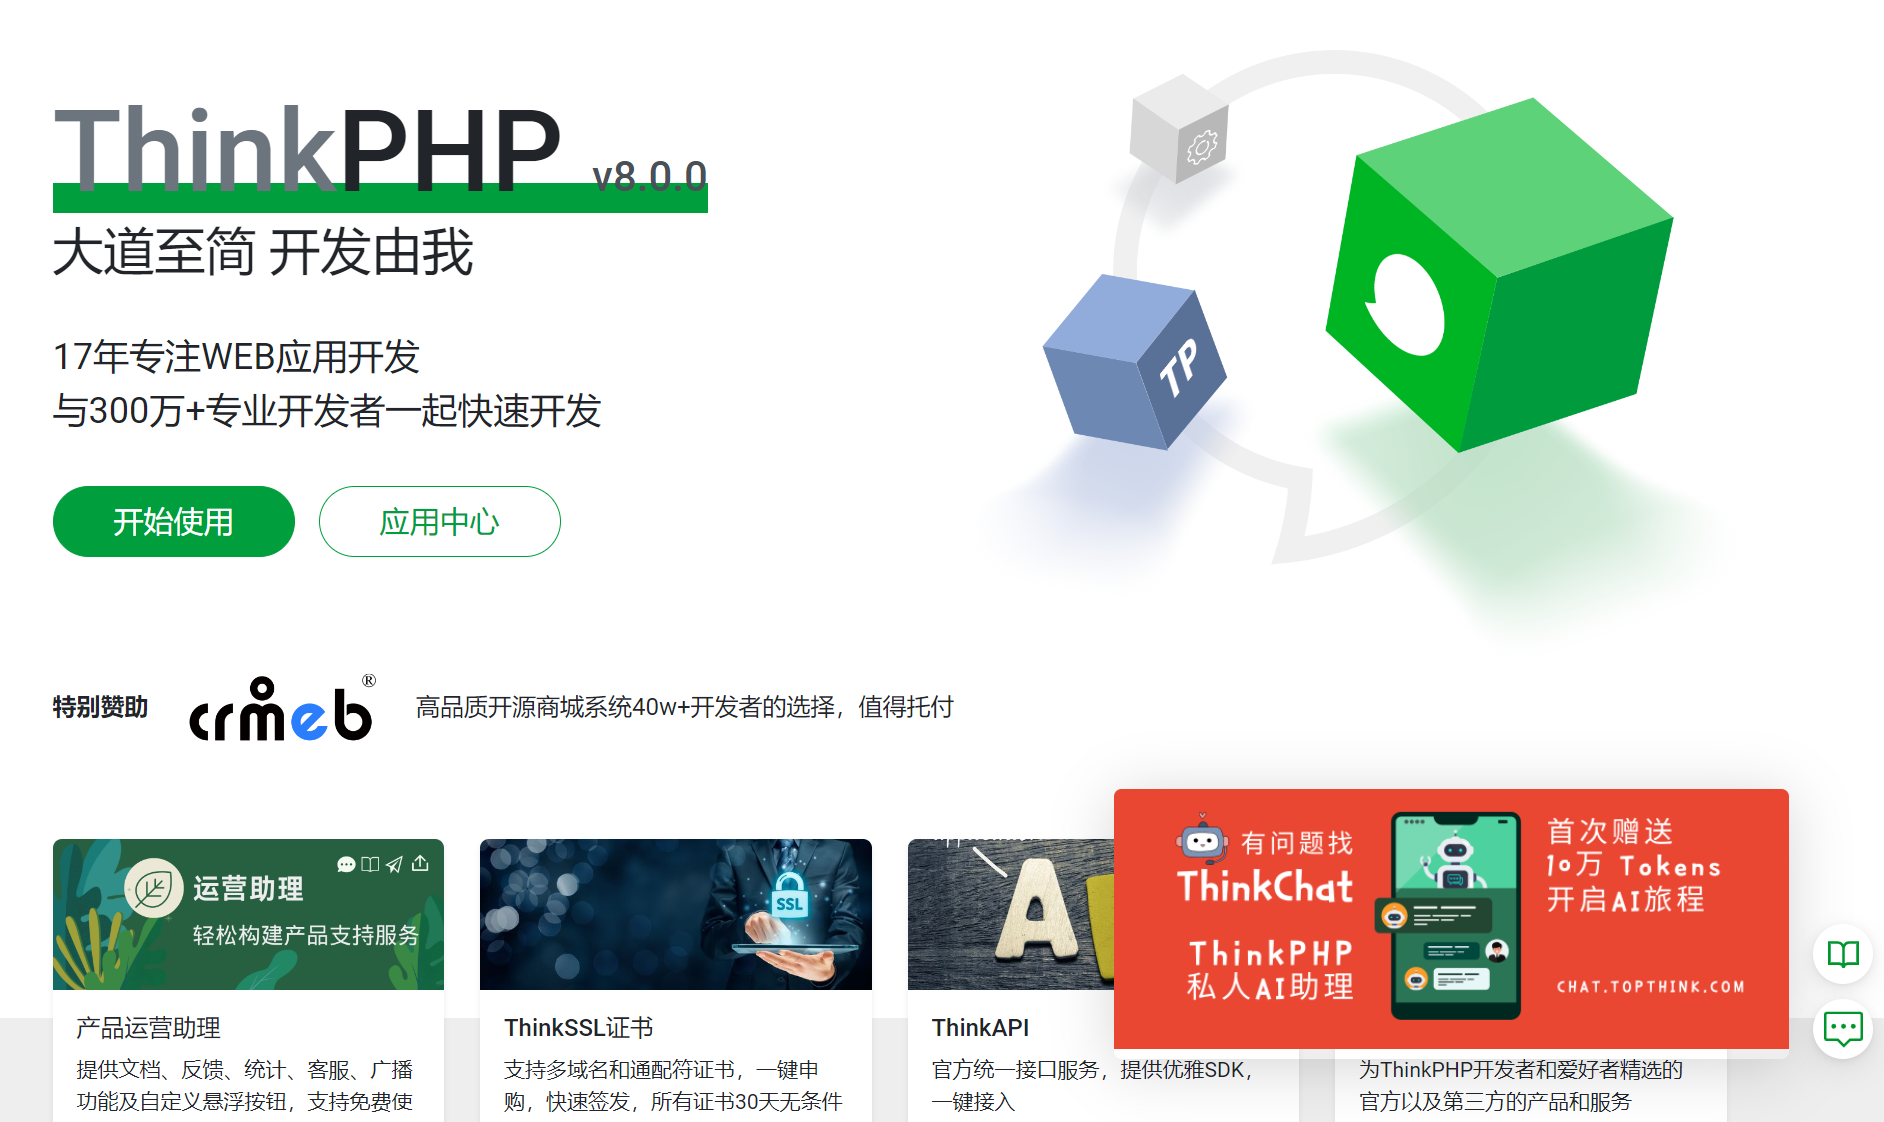 ThinkPHP v8.0.0
大道至简 开发由我
17年专注WEB应用开发
与300万+专业开发者一起快速开发
开始使用
应用中心
TP
特别赞助
crmeb®
高品质开源商城系统40w+开发者的选择，值得托付
运营助理
轻松构建产品支持服务
产品运营助理
提供文档、反馈、统计、客服、广播
功能及自定义悬浮按钮，支持免费使
SSL
ThinkSSL证书
支持多域名和通配符证书，一键申
购，快速签发，所有证书30天无条件
A
ThinkAPI
官方统一接口服务，提供优雅SDK，
一键接入
有问题找
ThinkChat
ThinkPHP
私人AI助理
首次赠送
10万 Tokens
开启AI旅程
CHAT.TOPTHINK.COM
为ThinkPHP开发者和爱好者精选的
官方以及第三方的产品和服务